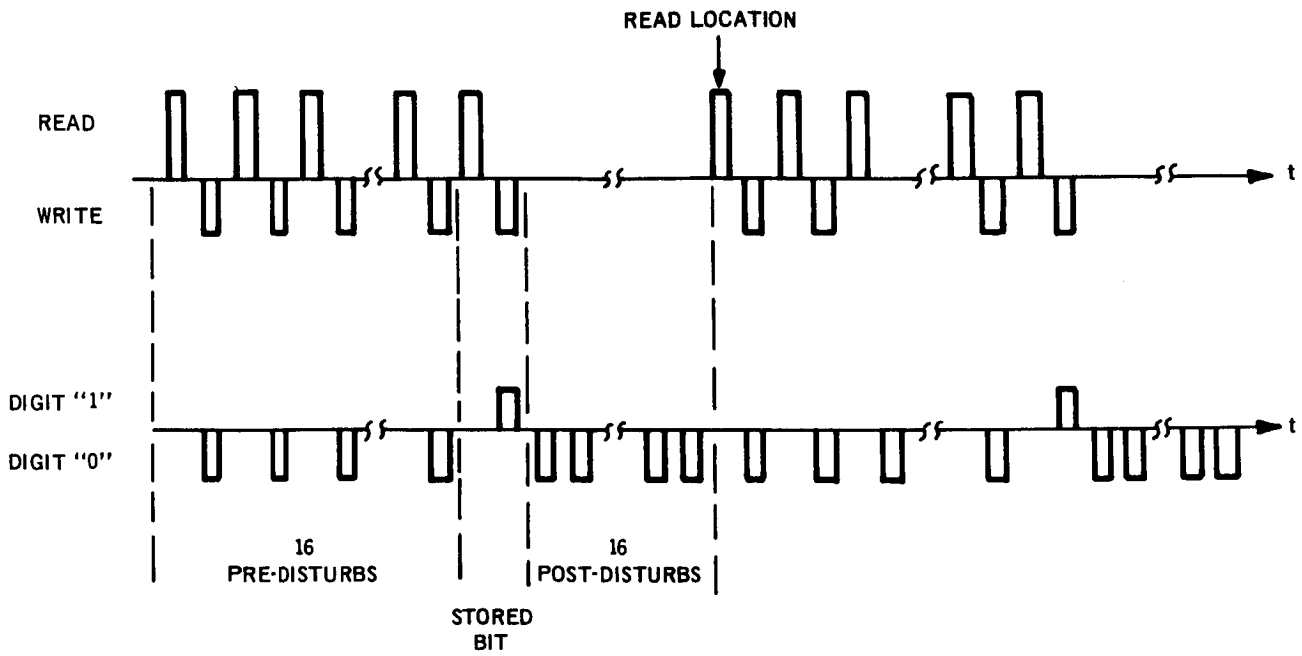 READ LOCATION
READ
t
WRITE
DIGIT "1"
t
DIGIT "0"
16
PRE-DISTURBS
16
POST-DISTURBS
STORED
BIT